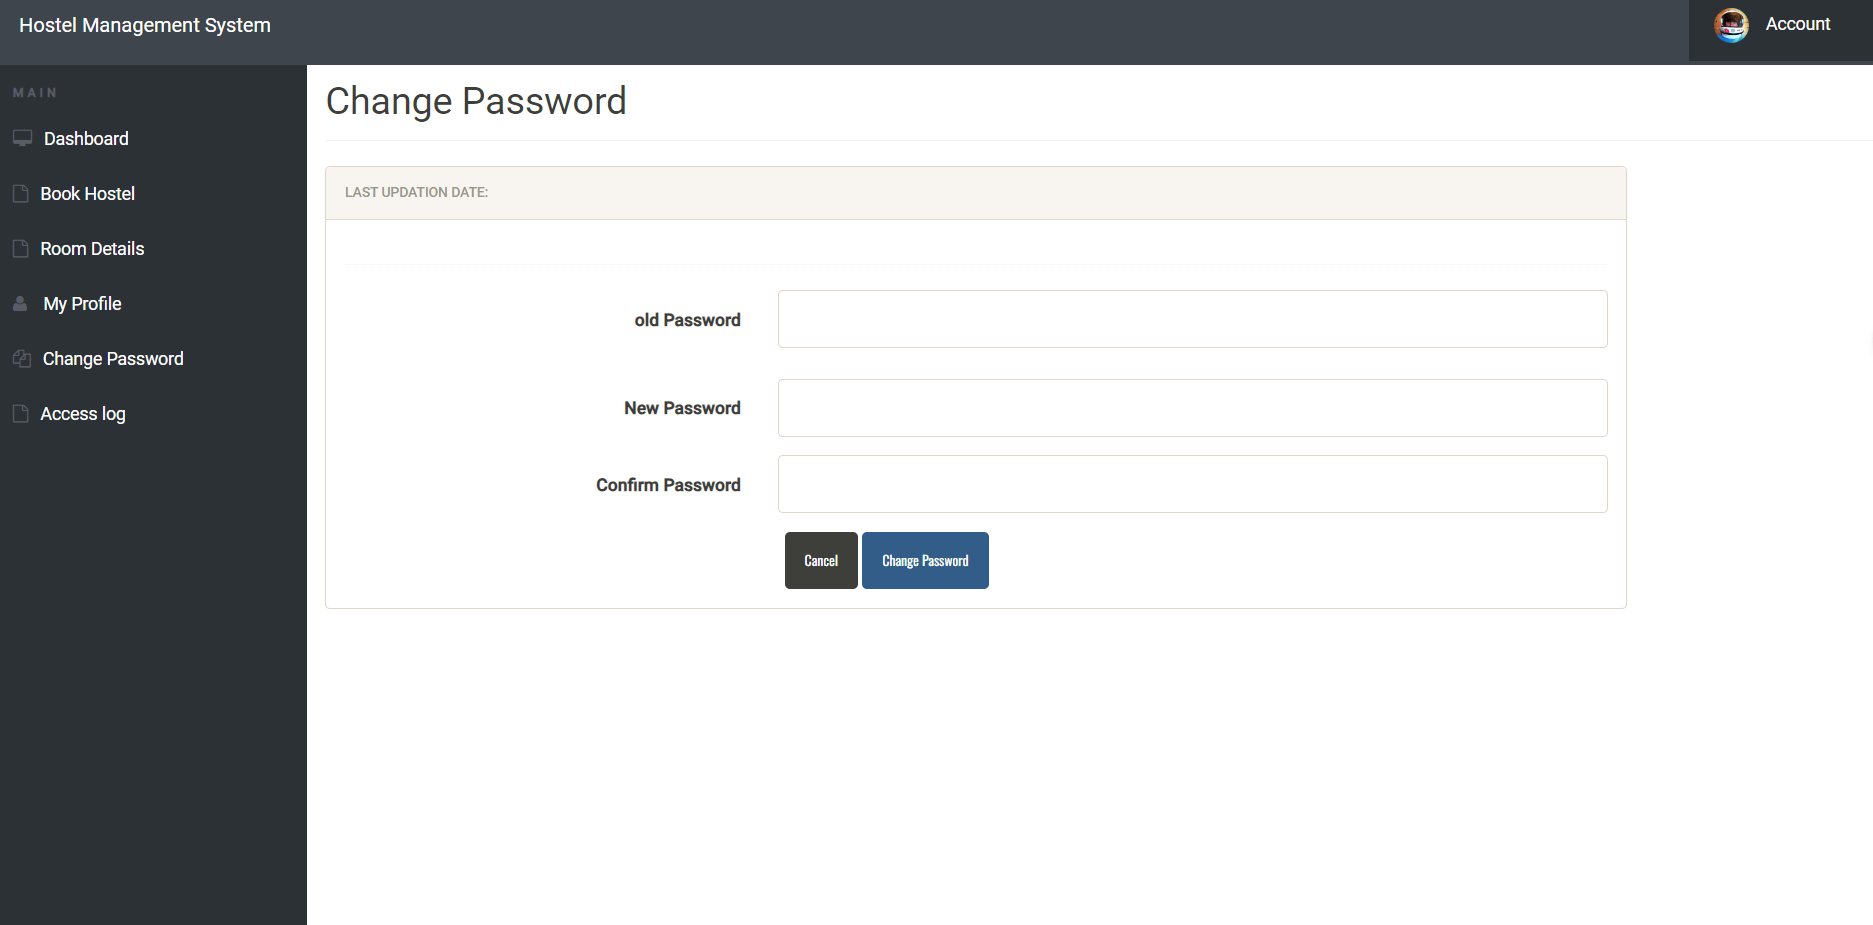 Hostel Management System
Account
MAIN
Dashboard
Book Hostel
Room Details
My Profile
Change Password
Access log
Change Password
LAST UPDATION DATE:
old Password
New Password
Confirm Password
Cancel
Change Password